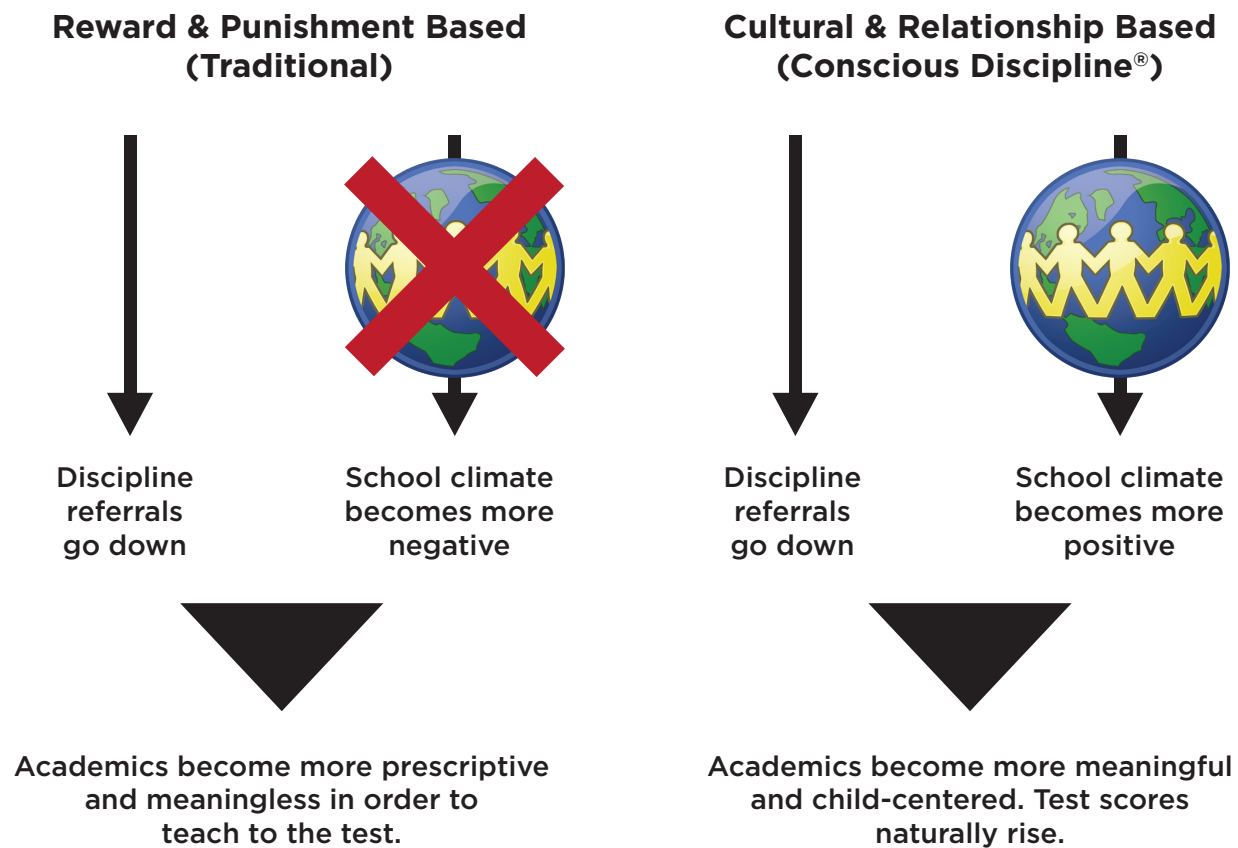 Reward & Punishment Based
(Traditional)
Discipline
referrals
go down
School climate
becomes more
negative
Academics become more prescriptive
and meaningless in order to
teach to the test.
Cultural & Relationship Based
(Conscious Discipline®)
Discipline
referrals
go down
School climate
becomes more
positive
Academics become more meaningful
and child-centered. Test scores
naturally rise.